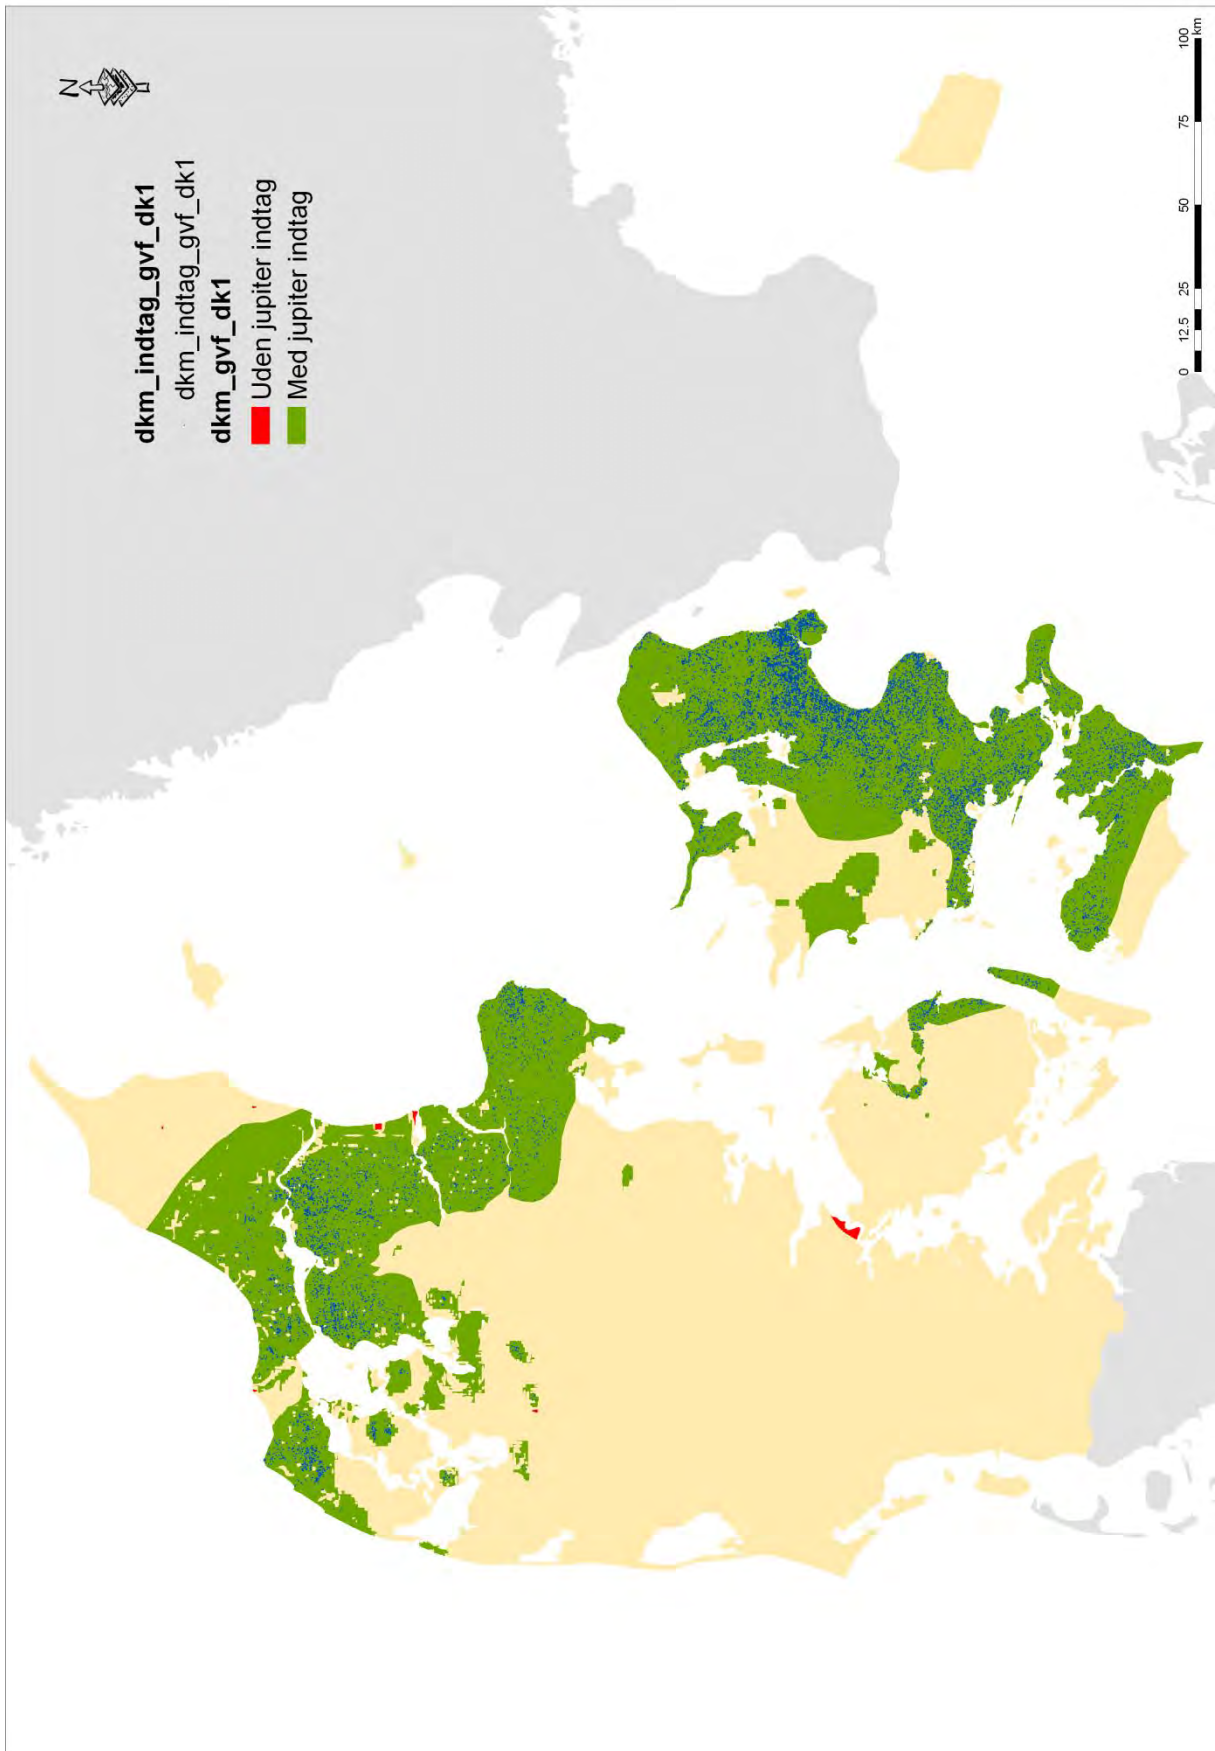 N
dkm_indtag_gvf_dk1
dkm_indtag_gvf_dk1
dkm_gvf_dk1
Uden jupiter indtag
Med jupiter indtag
0 12.5 25 50 75 100
km